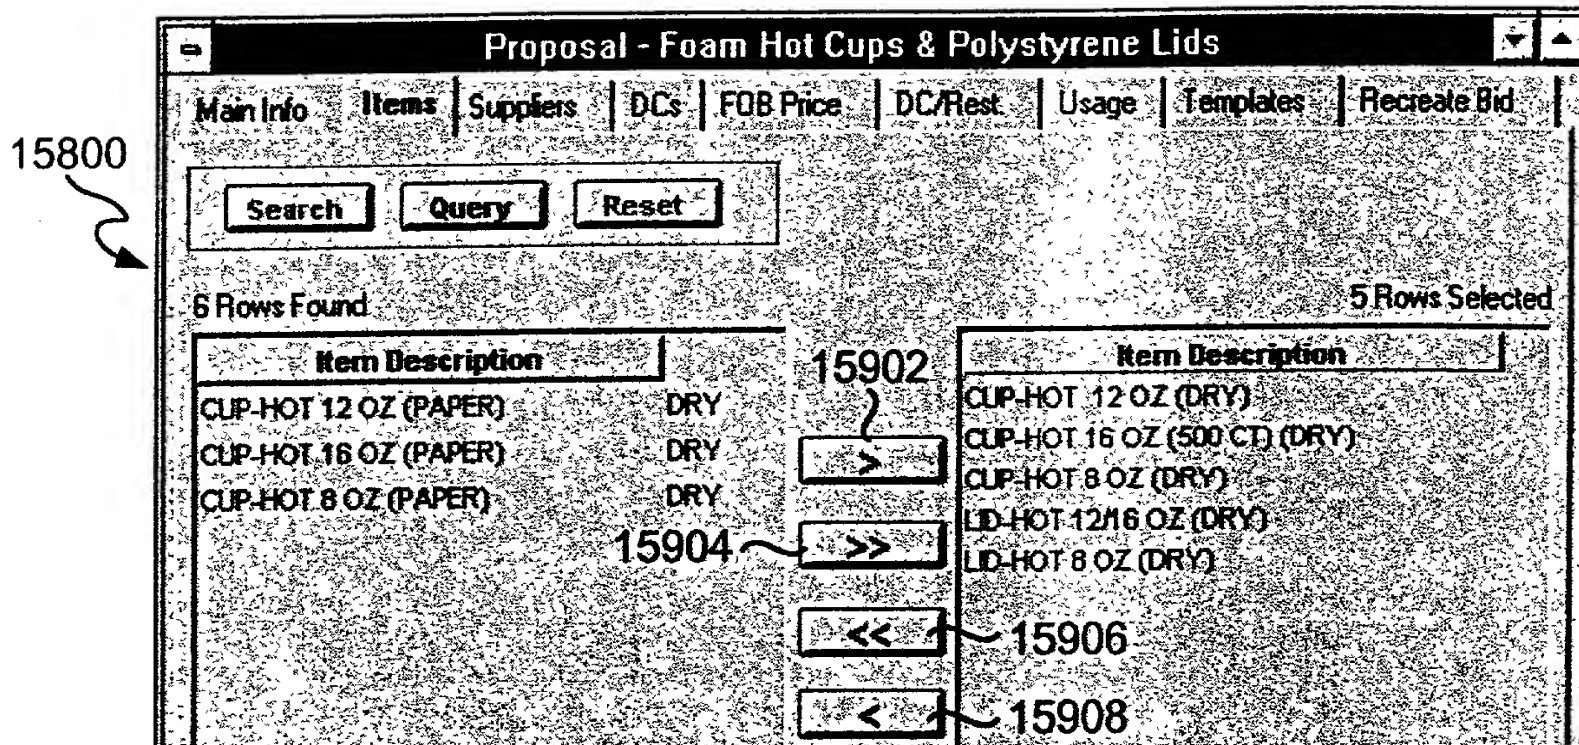 Proposal - Foam Hot Cups & Polystyrene Lids
Main Info Items Suppliers DCs FOB Price DC/Rest. Usage Templates Recreate Bid
15800
Search Query Reset
6 Rows Found 5 Rows Selected
Item Description 15902 Item Description
CUP-HOT 12 OZ (PAPER) DRY CUP-HOT 12 OZ (DRY)
CUP-HOT 16 OZ (PAPER) DRY > CUP-HOT 16 OZ (500 CT) (DRY)
CUP-HOT 8 OZ (PAPER) DRY CUP-HOT 8 OZ (DRY)
LID-HOT 12/16 OZ (DRY)
15904 >> LID-HOT 8 OZ (DRY)
<< 15906
< 15908